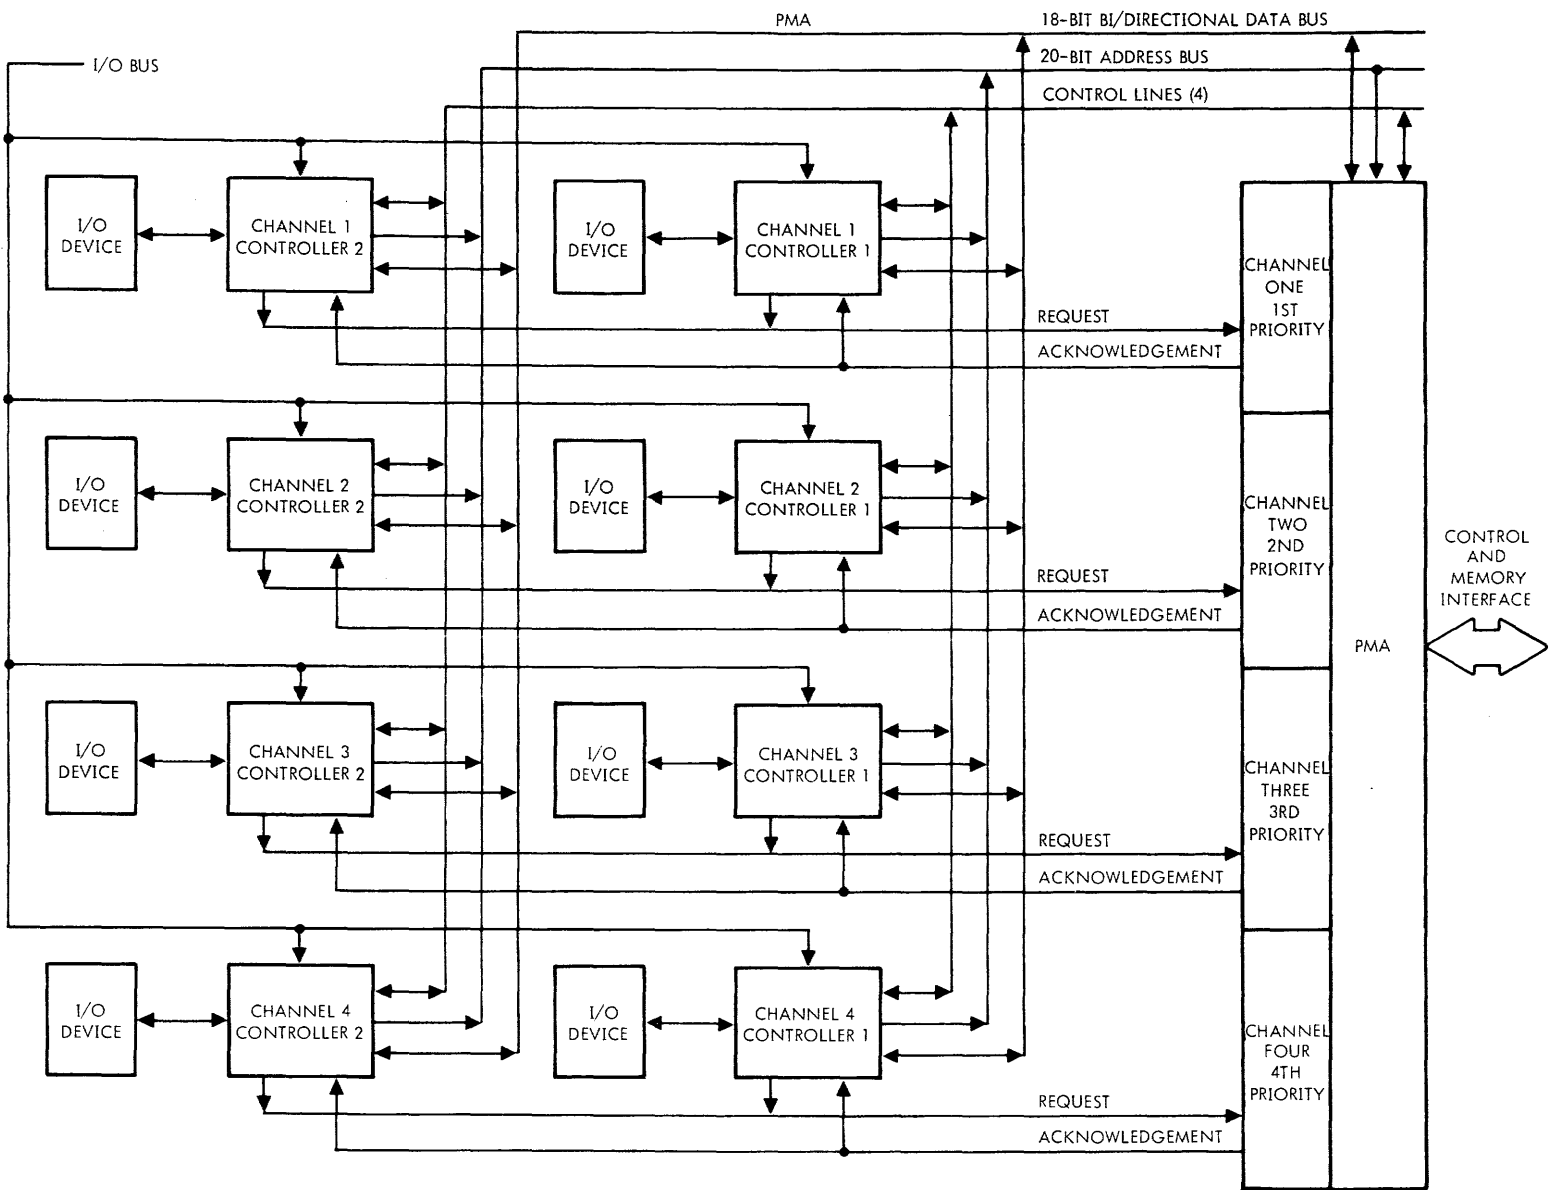 PMA
18-BIT BI/DIRECTIONAL DATA BUS
20-BIT ADDRESS BUS
I/O BUS
CONTROL LINES (4)
I/O
DEVICE
CHANNEL 1
CONTROLLER 2
I/O
DEVICE
CHANNEL 1
CONTROLLER 1
CHANNEL
ONE
1ST
PRIORITY
REQUEST
ACKNOWLEDGEMENT
I/O
DEVICE
CHANNEL 2
CONTROLLER 2
I/O
DEVICE
CHANNEL 2
CONTROLLER 1
CHANNEL
TWO
2ND
PRIORITY
REQUEST
ACKNOWLEDGEMENT
CONTROL
AND
MEMORY
INTERFACE
PMA
I/O
DEVICE
CHANNEL 3
CONTROLLER 2
I/O
DEVICE
CHANNEL 3
CONTROLLER 1
CHANNEL
THREE
3RD
PRIORITY
REQUEST
ACKNOWLEDGEMENT
I/O
DEVICE
CHANNEL 4
CONTROLLER 2
I/O
DEVICE
CHANNEL 4
CONTROLLER 1
CHANNEL
FOUR
4TH
PRIORITY
REQUEST
ACKNOWLEDGEMENT